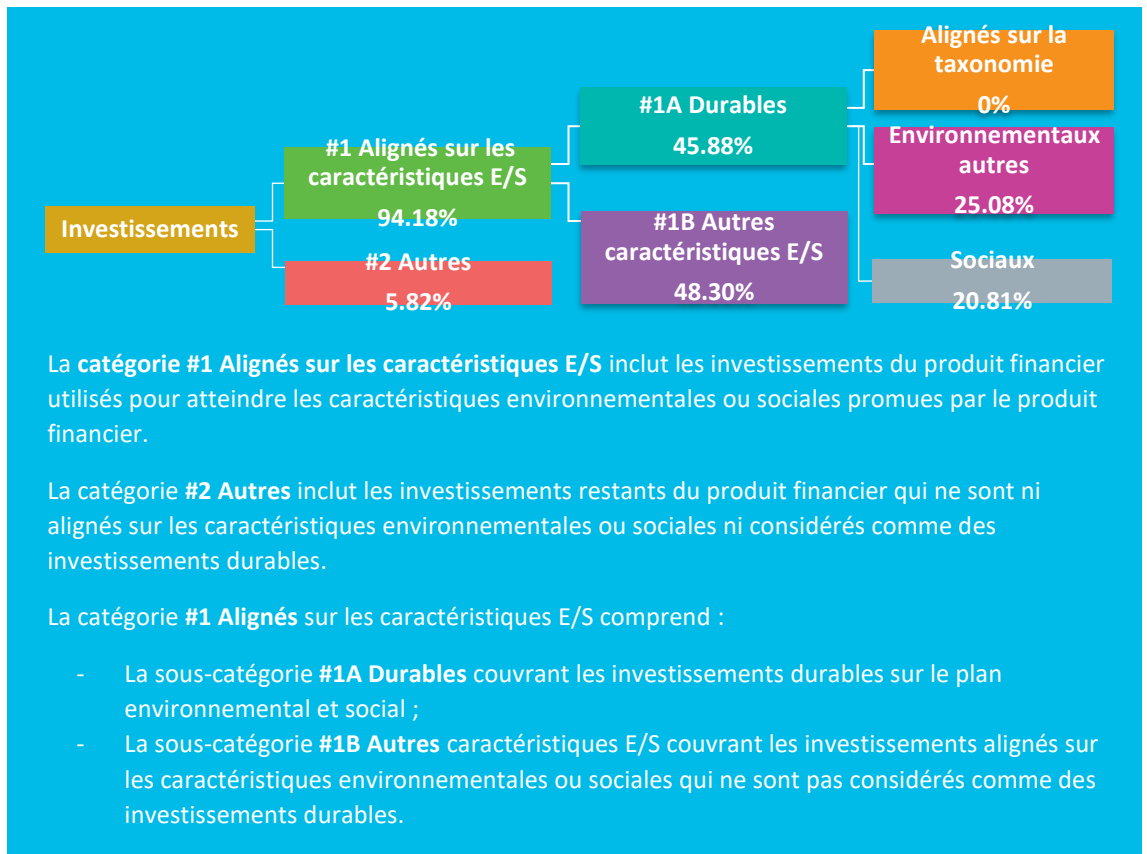 Alignés sur la
taxonomie
0%
#1A Durables
45.88%
Environnementaux
autres
25.08%
#1 Alignés sur les
caractéristiques E/S
94.18%
Investissements
#1B Autres
caractéristiques E/S
48.30%
#2 Autres
5.82%
Sociaux
20.81%
La catégorie #1 Alignés sur les caractéristiques E/S inclut les investissements du produit financier
utilisés pour atteindre les caractéristiques environnementales ou sociales promues par le produit
financier.
La catégorie #2 Autres inclut les investissements restants du produit financier qui ne sont ni
alignés sur les caractéristiques environnementales ou sociales ni considérés comme des
investissements durables.
La catégorie #1 Alignés sur les caractéristiques E/S comprend :
- La sous-catégorie #1A Durables couvrant les investissements durables sur le plan
environnemental et social ;
- La sous-catégorie #1B Autres caractéristiques E/S couvrant les investissements alignés sur
les caractéristiques environnementales ou sociales qui ne sont pas considérés comme des
investissements durables.